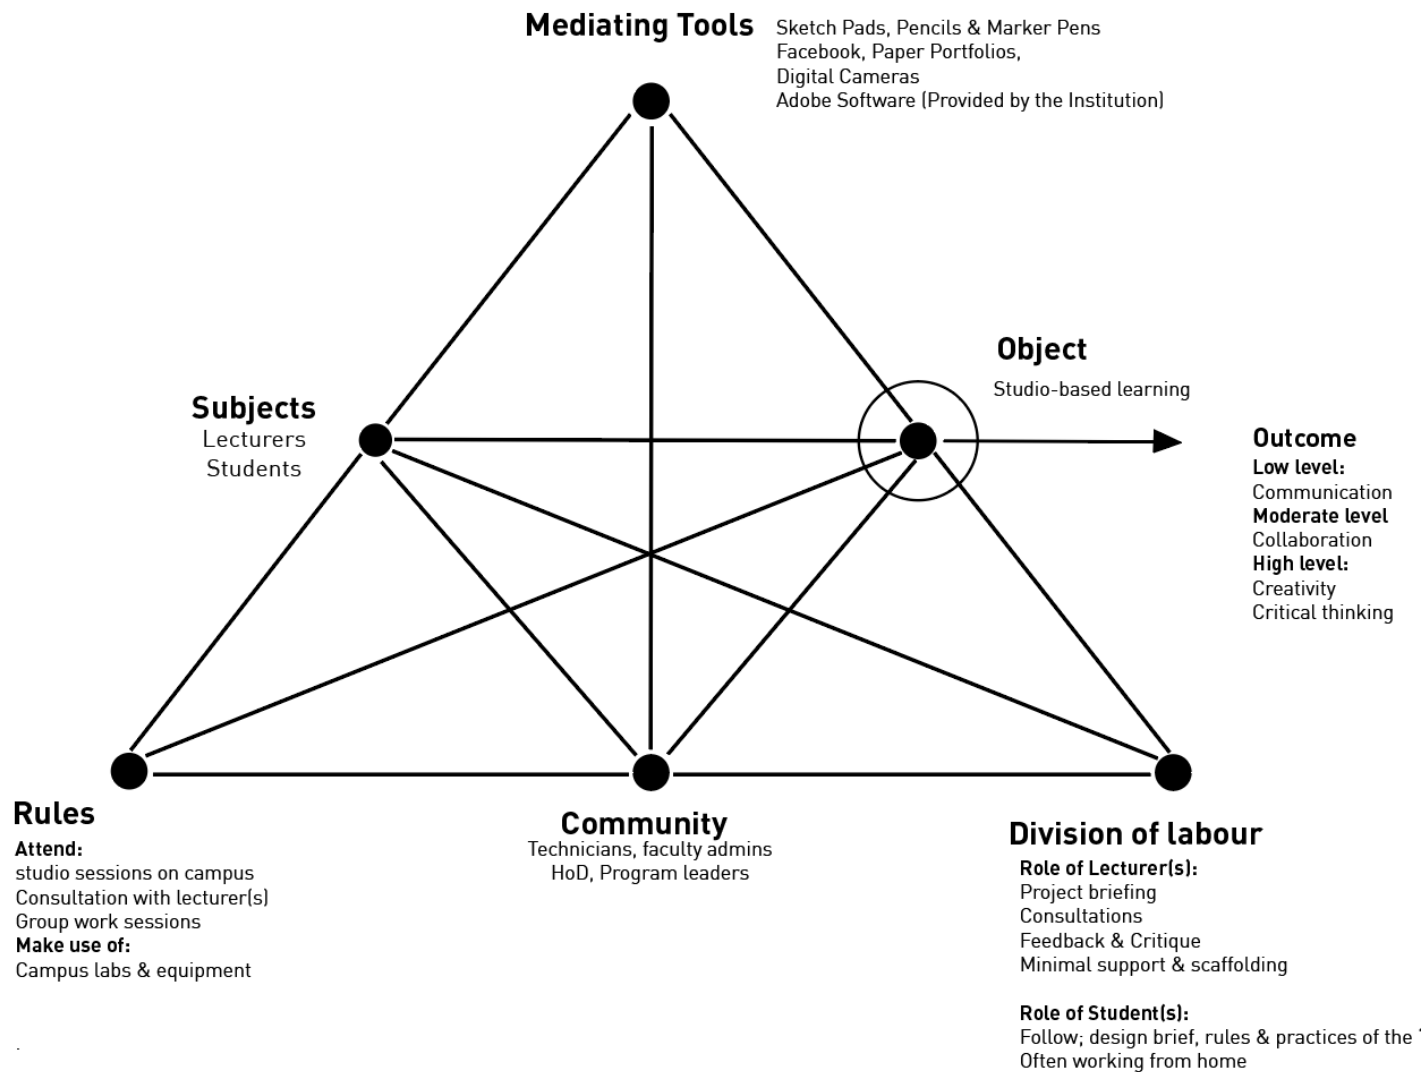 Mediating Tools
Sketch Pads, Pencils & Marker Pens
Facebook, Paper Portfolios,
Digital Cameras
Adobe Software (Provided by the Institution)
Object
Studio-based learning
Subjects
Lecturers
Students
Outcome
Low level:
Communication
Moderate level
Collaboration
High level:
Creativity
Critical thinking
Rules
Attend:
studio sessions on campus
Consultation with lecturer(s)
Group work sessions
Make use of:
Campus labs & equipment
Community
Technicians, faculty admins
HoD, Program leaders
Division of labour
Role of Lecturer(s):
Project briefing
Consultations
Feedback & Critique
Minimal support & scaffolding
Role of Student(s):
Follow; design brief, rules & practices of the
Often working from home